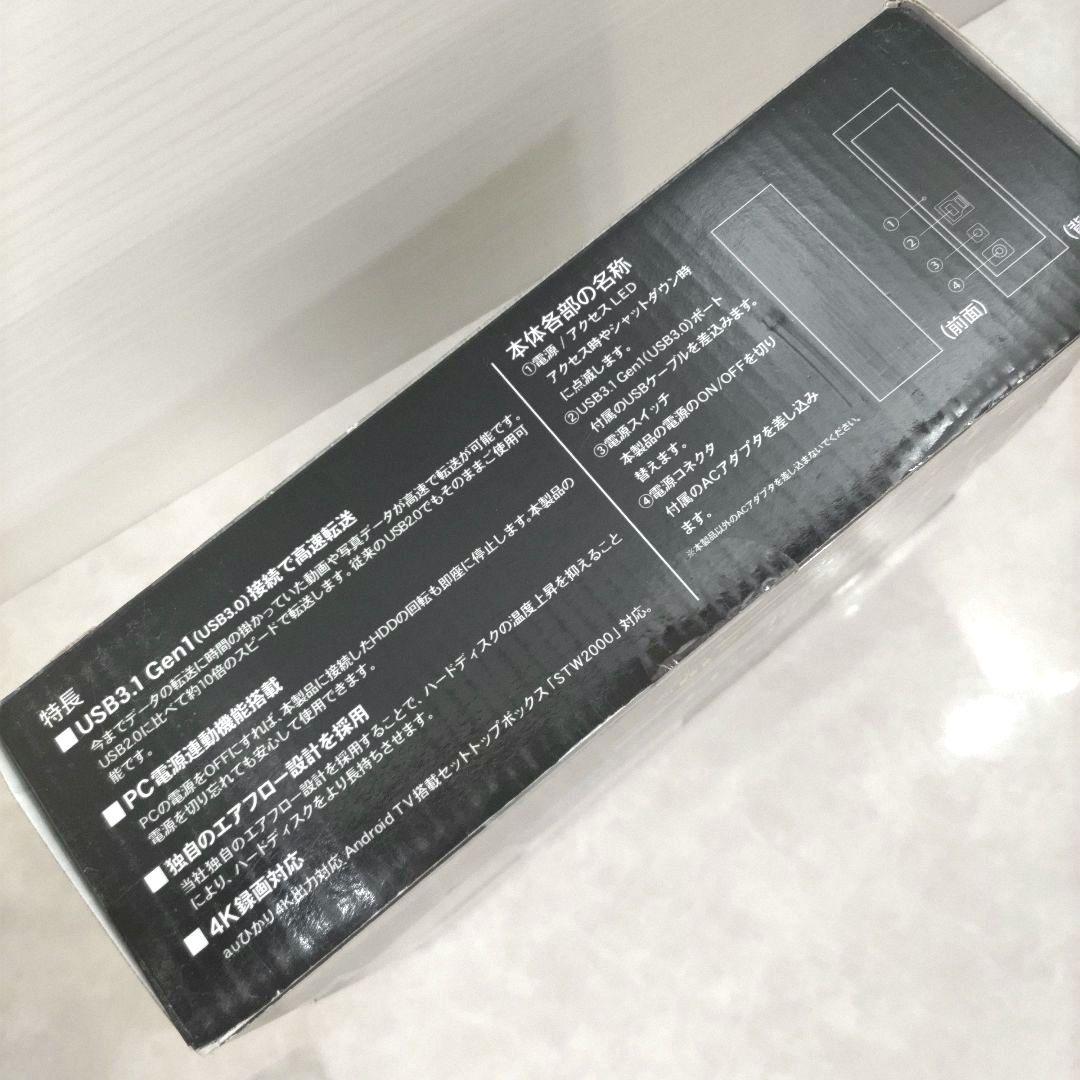 特長
■USB3.1 Gen1(USB3.0)接続で高速転送
今までデータの転送に時間の掛かっていた動画や写真データが高速で転送が可能です。
USB2.0に比べて約10倍のスピードで転送します。従来のUSB2.0でもそのままご使用可
能です。
■PC電源連動機能搭載
PCの電源をOFFにすれば、本製品に接続したHDDの回転も即座に停止します。本製品の
電源を切り忘れても安心して使用できます。
■独自のエアフロー設計を採用
当社独自のエアフロー設計を採用することで、ハードディスクの温度上昇を抑えること
により、ハードディスクをより長持ちさせます。
■4K録画対応
auひかり4K出力対応 Android TV搭載セットトップボックス「STW2000」対応。
本体各部の名称
①電源 / アクセス LED
アクセス時やシャットダウン時
に点滅します。
②USB3.1 Gen1(USB3.0)ポート
付属のUSBケーブルを差込みます。
③電源スイッチ
本製品の電源のON/OFFを切り
替えます。
④電源コネクタ
付属のACアダプタを差し込み
ます。
※本製品以外のACアダプタを差し込まないでください。
(前面)
①
②
③
④
(背